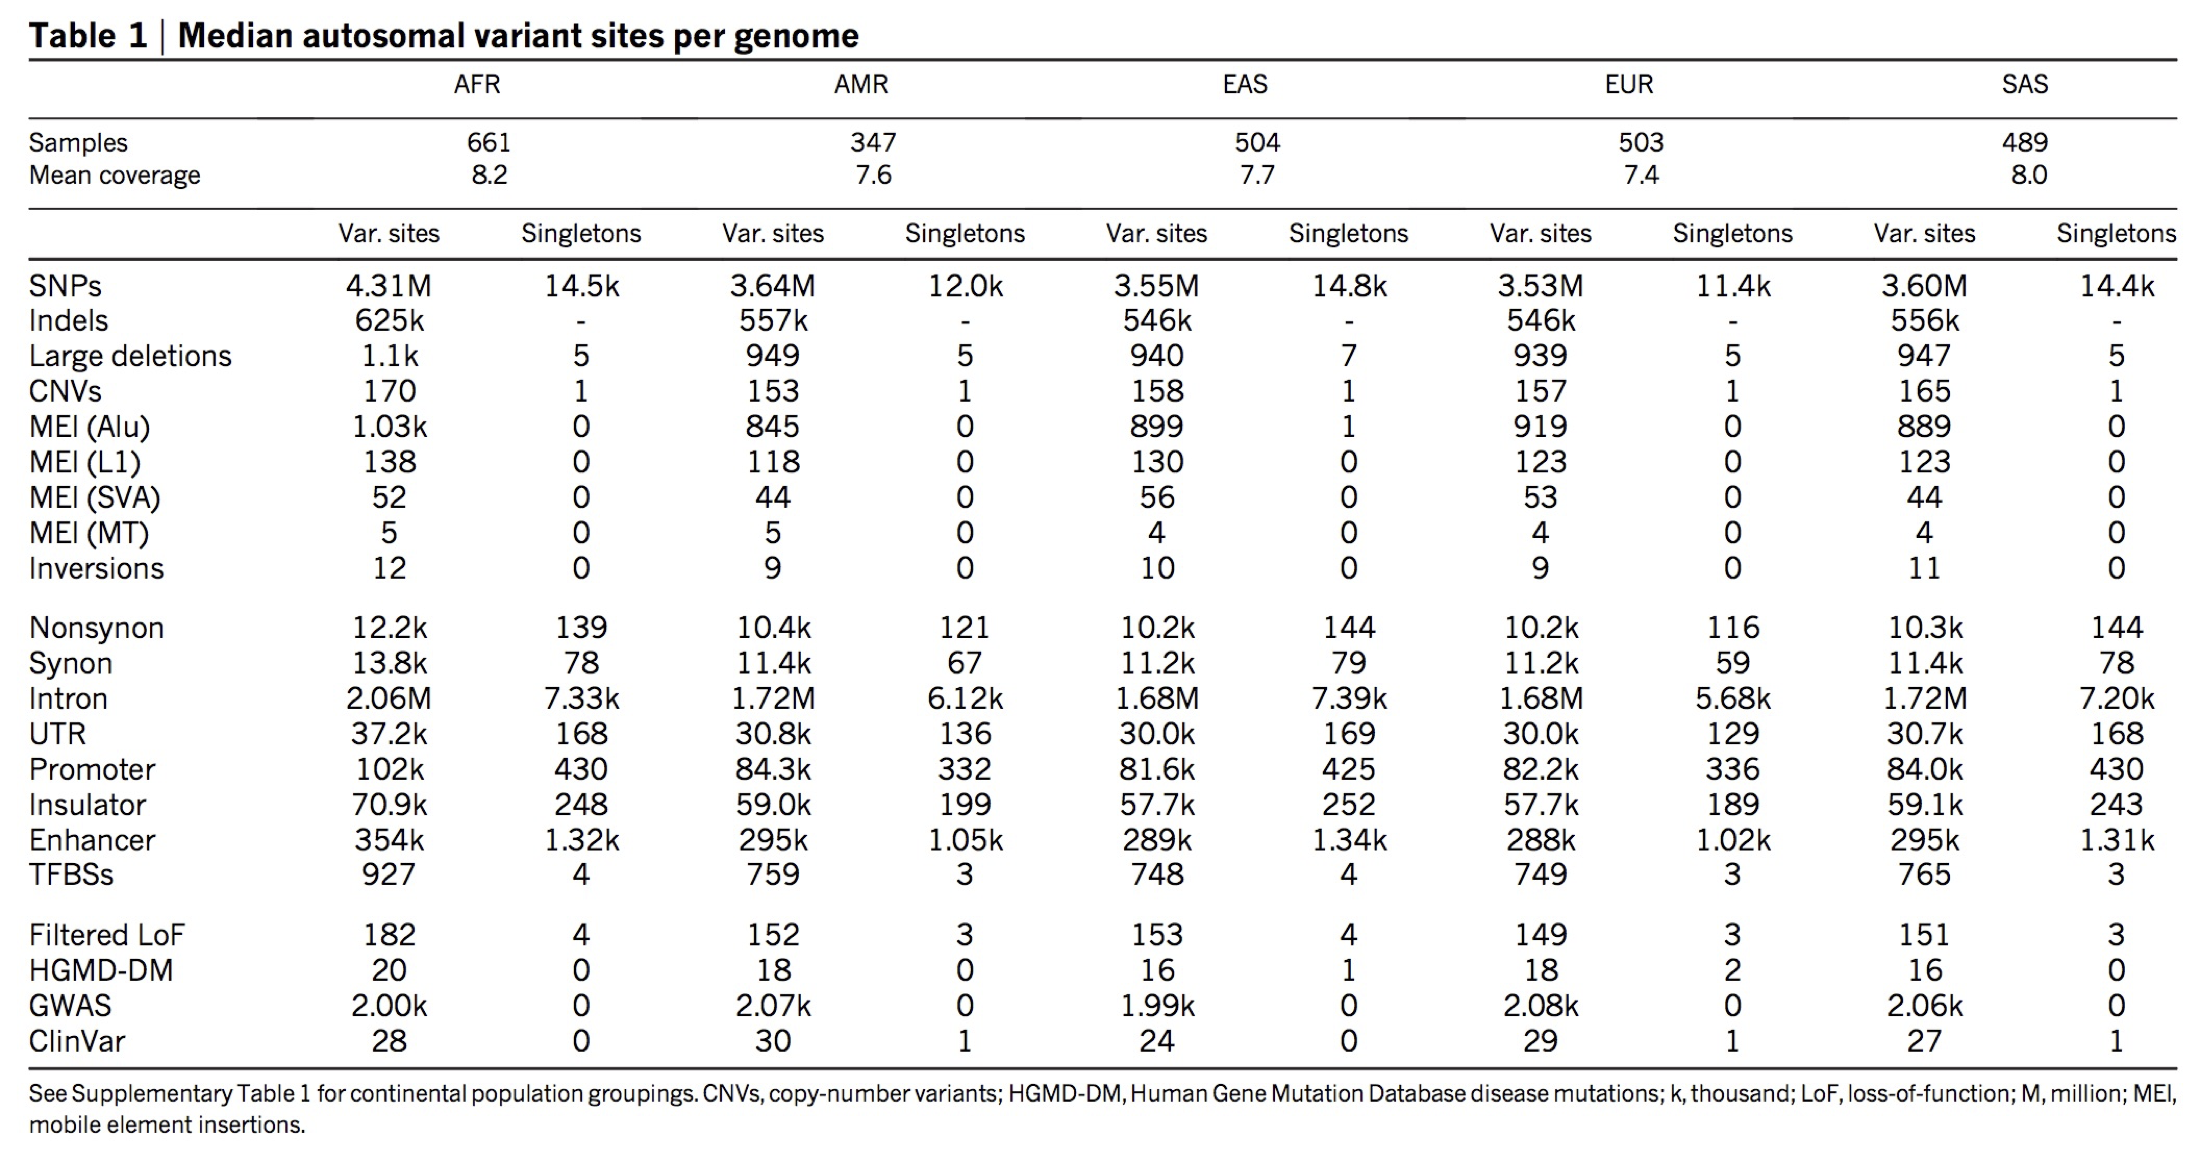 Table 1 | Median autosomal variant sites per genome
AFR AMR EAS EUR SAS
Samples 661 347 504 503 489
Mean coverage 8.2 7.6 7.7 7.4 8.0
Var. sites Singletons Var. sites Singletons Var. sites Singletons Var. sites Singletons Var. sites Singletons
SNPs 4.31M 14.5k 3.64M 12.0k 3.55M 14.8k 3.53M 11.4k 3.60M 14.4k
Indels 625k - 557k - 546k - 546k - 556k -
Large deletions 1.1k 5 949 5 940 7 939 5 947 5
CNVs 170 1 153 1 158 1 157 1 165 1
MEI (Alu) 1.03k 0 845 0 899 1 919 0 889 0
MEI (L1) 138 0 118 0 130 0 123 0 123 0
MEI (SVA) 52 0 44 0 56 0 53 0 44 0
MEI (MT) 5 0 5 0 4 0 4 0 4 0
Inversions 12 0 9 0 10 0 9 0 11 0
Nonsynon 12.2k 139 10.4k 121 10.2k 144 10.2k 116 10.3k 144
Synon 13.8k 78 11.4k 67 11.2k 79 11.2k 59 11.4k 78
Intron 2.06M 7.33k 1.72M 6.12k 1.68M 7.39k 1.68M 5.68k 1.72M 7.20k
UTR 37.2k 168 30.8k 136 30.0k 169 30.0k 129 30.7k 168
Promoter 102k 430 84.3k 332 81.6k 425 82.2k 336 84.0k 430
Insulator 70.9k 248 59.0k 199 57.7k 252 57.7k 189 59.1k 243
Enhancer 354k 1.32k 295k 1.05k 289k 1.34k 288k 1.02k 295k 1.31k
TFBSs 927 4 759 3 748 4 749 3 765 3
Filtered LoF 182 4 152 3 153 4 149 3 151 3
HGMD-DM 20 0 18 0 16 1 18 2 16 0
GWAS 2.00k 0 2.07k 0 1.99k 0 2.08k 0 2.06k 0
ClinVar 28 0 30 1 24 0 29 1 27 1
See Supplementary Table 1 for continental population groupings. CNVs, copy-number variants; HGMD-DM, Human Gene Mutation Database disease mutations; k, thousand; LoF, loss-of-function; M, million; MEI,
mobile element insertions.